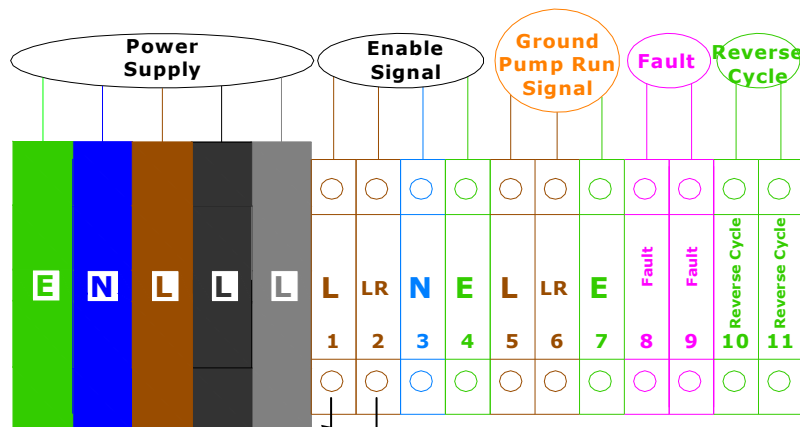 Power
Supply
Enable
Signal
Ground
Pump Run
Signal
Fault
Reverse
Cycle
E N L L L L LR N E L LR E Fault Fault Reverse Cycle Reverse Cycle
1 2 3 4 5 6 7 8 9 10 11